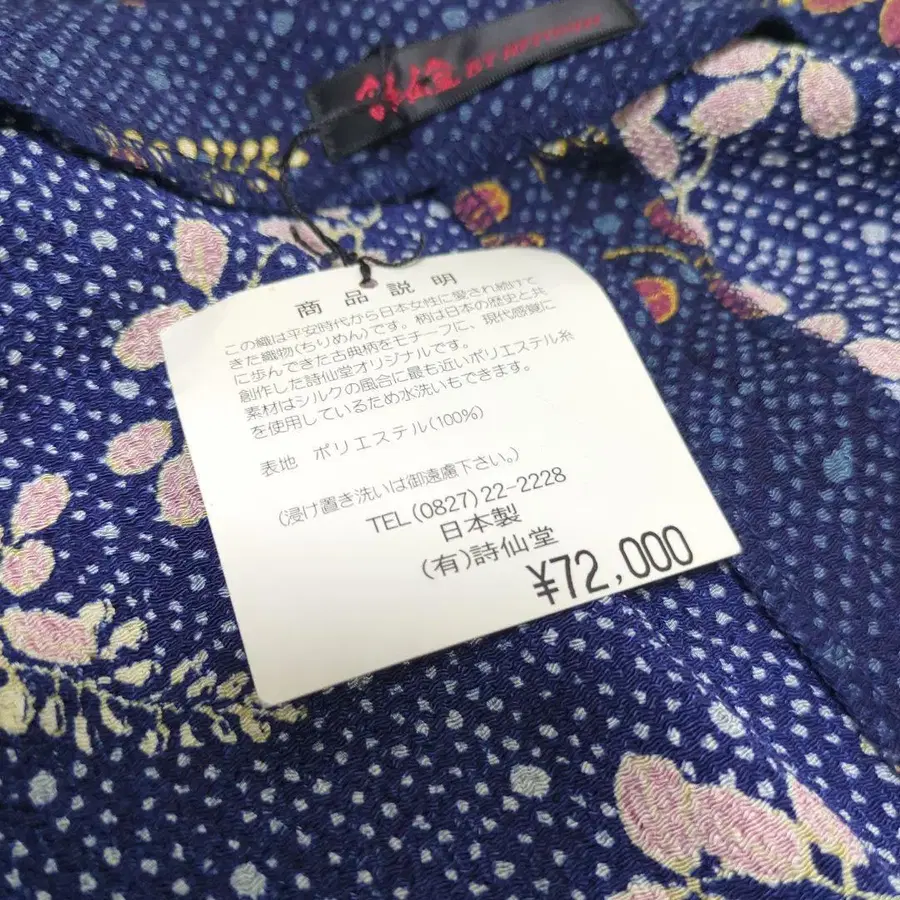 商品説明
この織は平安時代から日本女性に愛され続けて
きた織物(ちりめん)です。柄は日本の歴史と共
に歩んできた古典柄をモチーフに、現代感覚に
創作した詩仙堂オリジナルです。
素材はシルクの風合に最も近いポリエステル糸
を使用しているため水洗いもできます。
表地 ポリエステル(100%)
(浸け置き洗いは御遠慮下さい。)
TEL(0827)22-2228
日本製
(有)詩仙堂
¥72,000